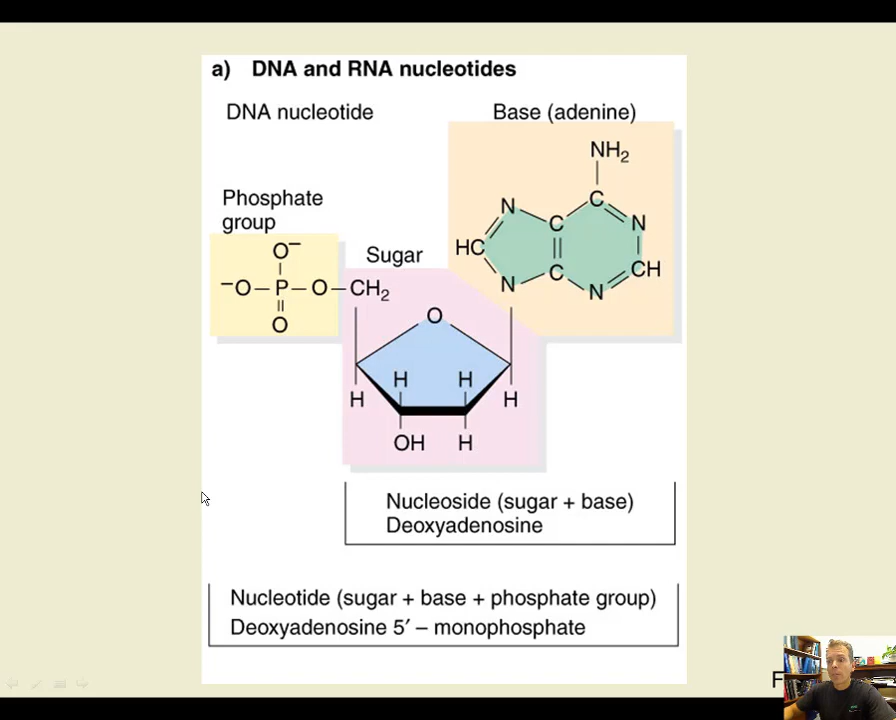 a) DNA and RNA nucleotides
DNA nucleotide
Base (adenine)
NH₂
Phosphate
group
N
C
C
N
O⁻
Sugar
HC
⁻O–P–O–CH₂
N
C
CH
N
O
O
H
H
H
H
OH
H
Nucleoside (sugar + base)
Deoxyadenosine
Nucleotide (sugar + base + phosphate group)
Deoxyadenosine 5′ – monophosphate
F